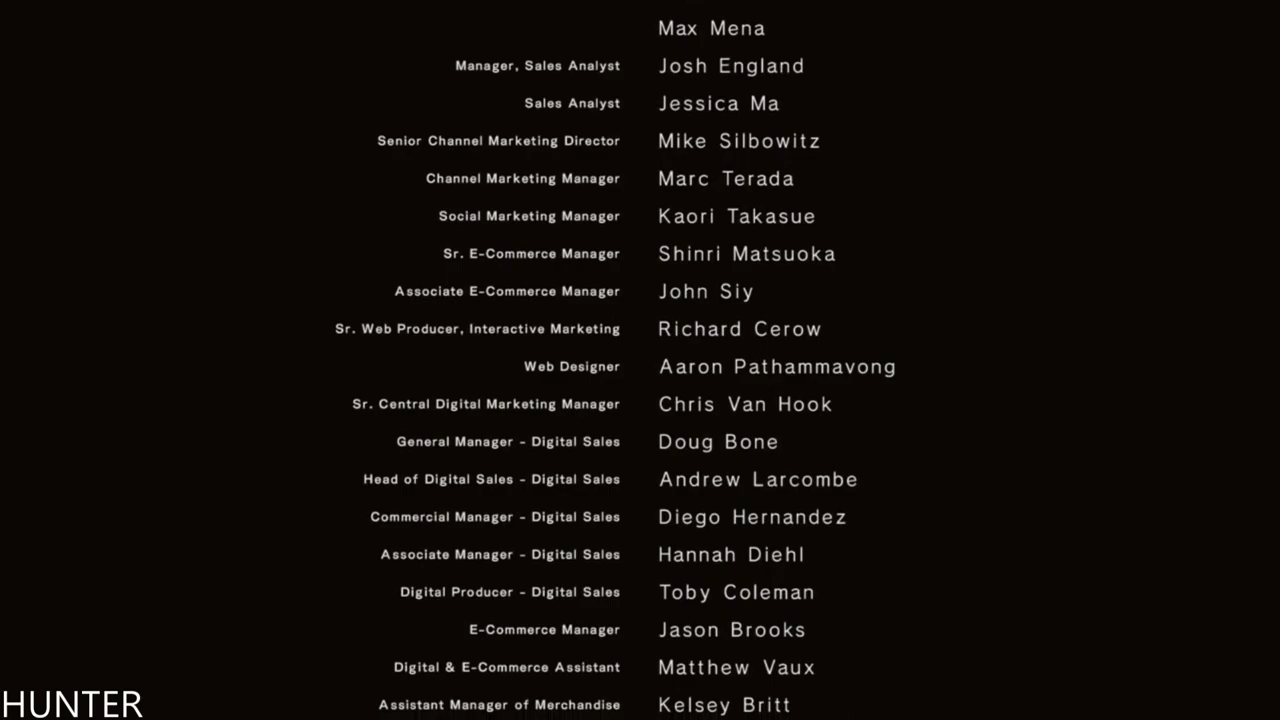 Max Mena
Manager, Sales Analyst Josh England
Sales Analyst Jessica Ma
Senior Channel Marketing Director Mike Silbowitz
Channel Marketing Manager Marc Terada
Social Marketing Manager Kaori Takasue
Sr. E-Commerce Manager Shinri Matsuoka
Associate E-Commerce Manager John Siy
Sr. Web Producer, Interactive Marketing Richard Cerow
Web Designer Aaron Pathammavong
Sr. Central Digital Marketing Manager Chris Van Hook
General Manager - Digital Sales Doug Bone
Head of Digital Sales - Digital Sales Andrew Larcombe
Commercial Manager - Digital Sales Diego Hernandez
Associate Manager - Digital Sales Hannah Diehl
Digital Producer - Digital Sales Toby Coleman
E-Commerce Manager Jason Brooks
Digital & E-Commerce Assistant Matthew Vaux
Assistant Manager of Merchandise Kelsey Britt
HUNTER